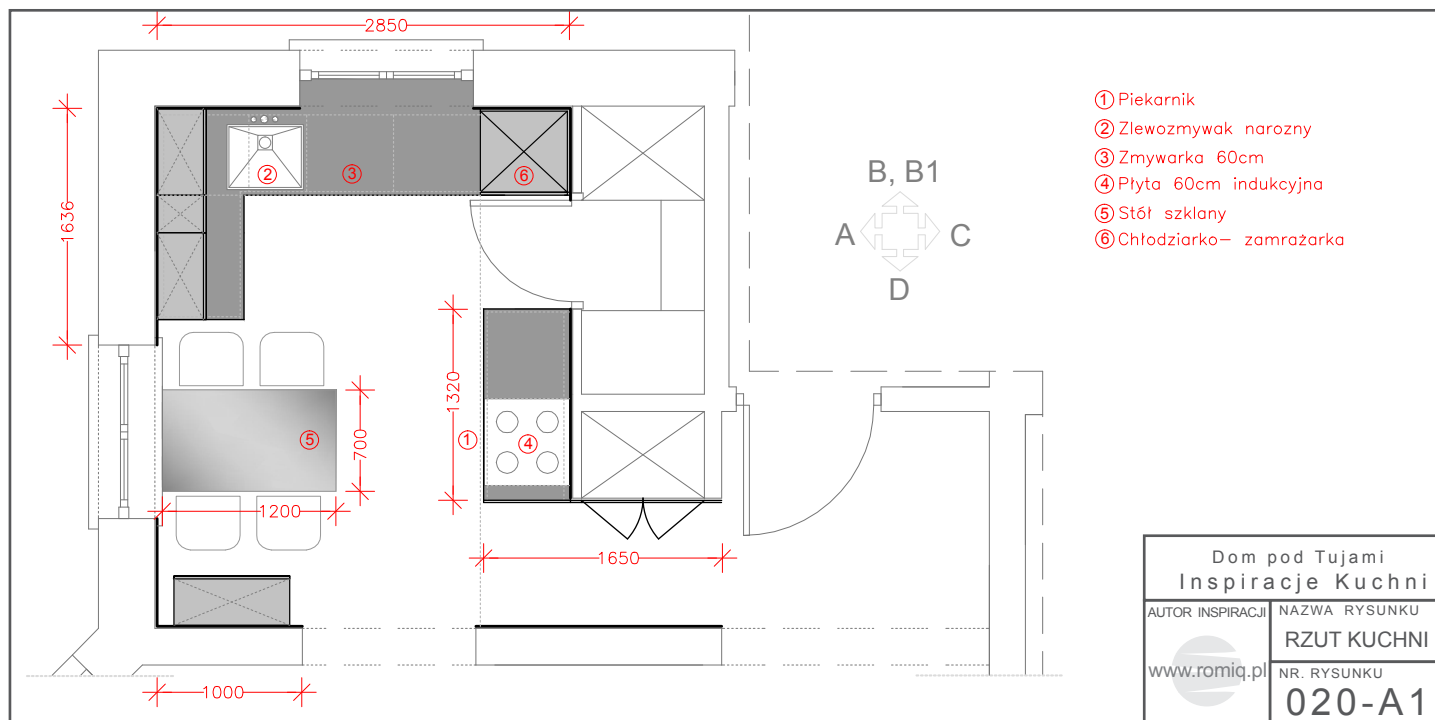 2850
① Piekarnik
② Zlewozmywak narozny
③ Zmywarka 60cm
④ Płyta 60cm indukcyjna
⑤ Stół szklany
⑥ Chłodziarko– zamrażarka
②
③
⑥
B, B1
A
C
D
1636
1320
700
⑤
①
④
1200
1650
1000
Dom pod Tujami
Inspiracje Kuchni
AUTOR INSPIRACJI
www.romiq.pl
NAZWA RYSUNKU
RZUT KUCHNI
NR. RYSUNKU
020-A1